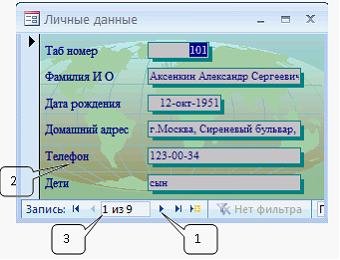 Личные данные
Таб номер 101
Фамилия И О Аксенкин Александр Сергеевич
Дата рождения 12-окт-1951
Домашний адрес г.Москва, Сиреневый бульвар,
Телефон 123-00-34
2
Дети сын
Запись: 1 из 9 Нет фильтра П
3 1